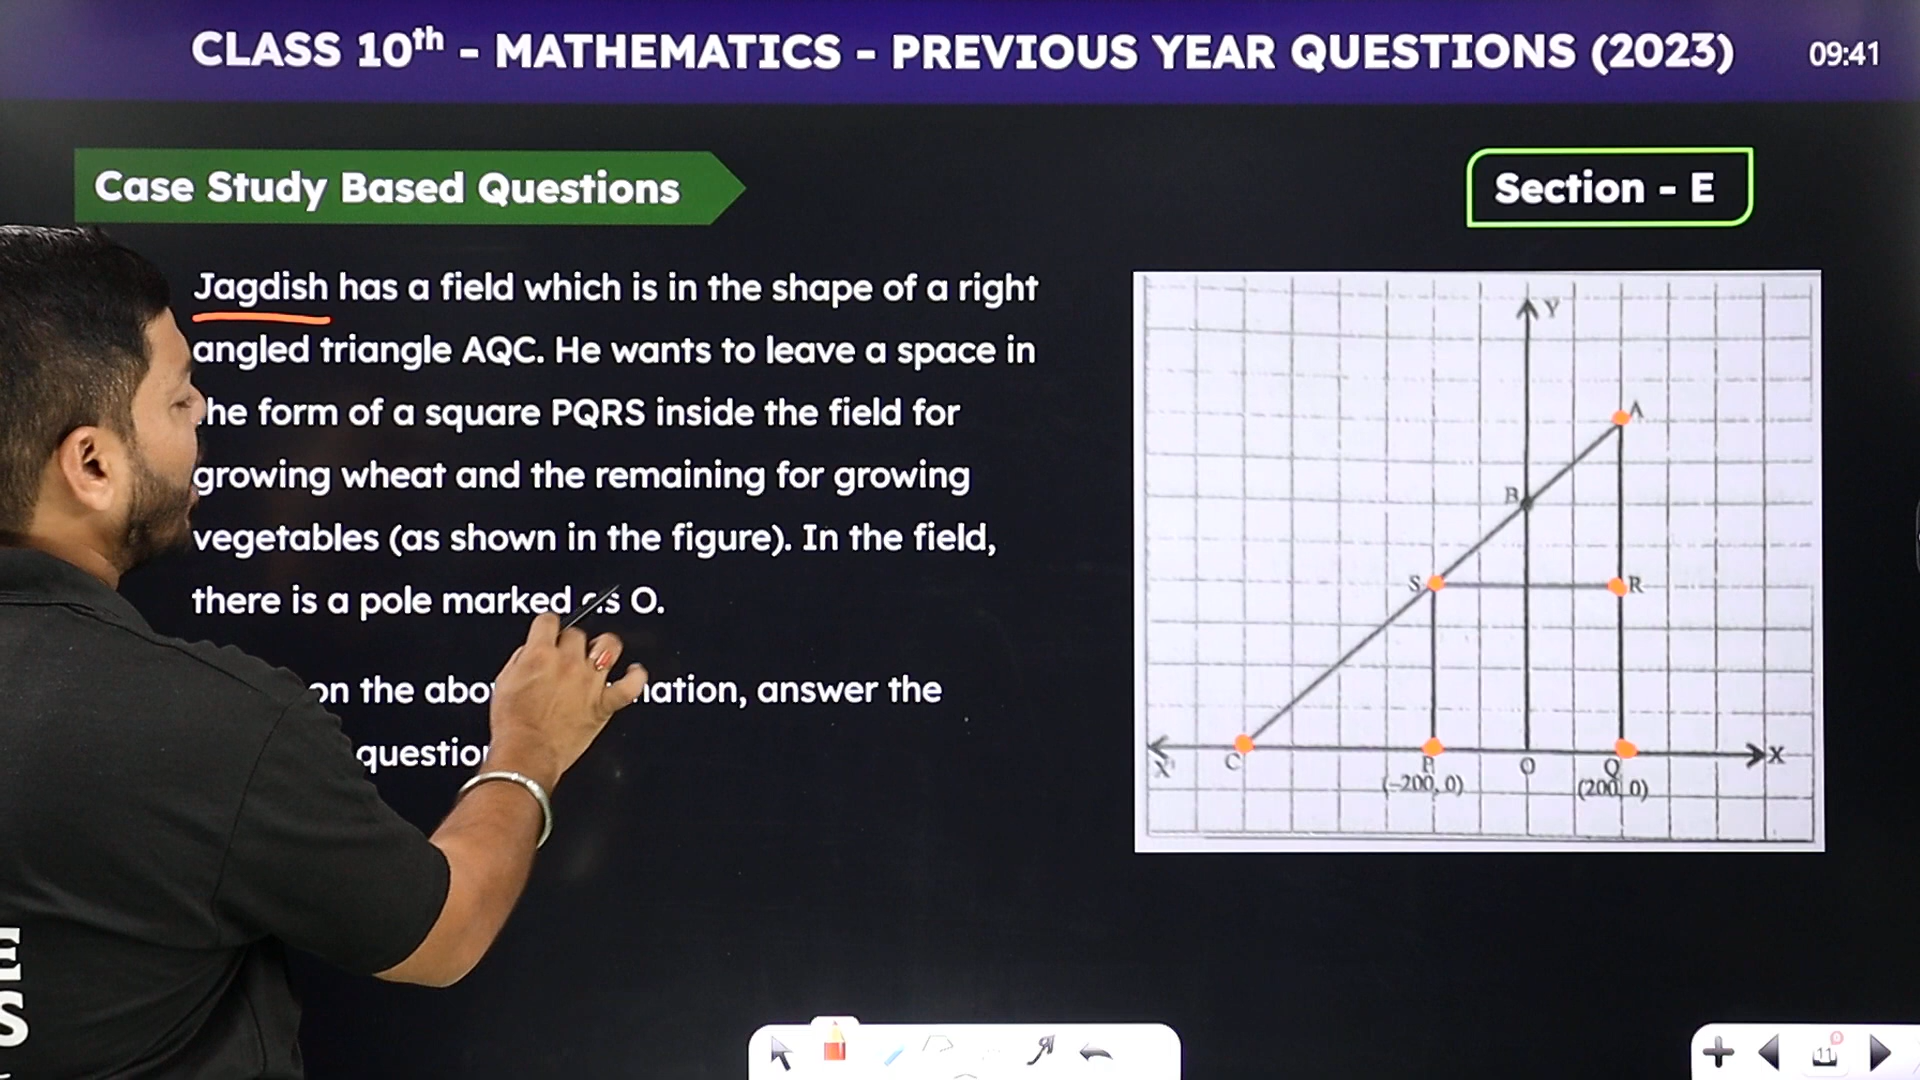 CLASS 10th - MATHEMATICS - PREVIOUS YEAR QUESTIONS (2023)
09:41
Case Study Based Questions
Section - E
Jagdish has a field which is in the shape of a right
angled triangle AQC. He wants to leave a space in
he form of a square PQRS inside the field for
growing wheat and the remaining for growing
vegetables (as shown in the figure). In the field,
there is a pole marked as O.
on the abo ation, answer the
questio
Y
A
B
S R
X' C P O Q X
(-200, 0) (200, 0)
E
S
11